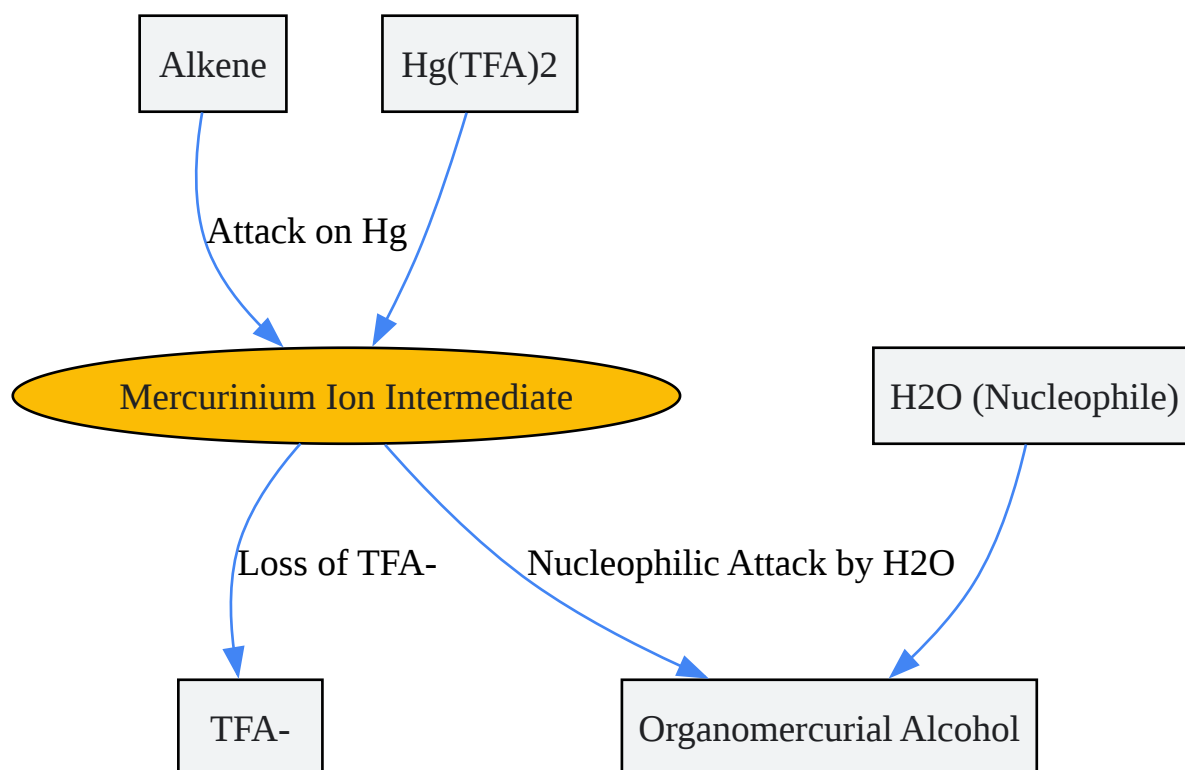 Alkene
Hg(TFA)2
Attack on Hg
Mercurinium Ion Intermediate
H2O (Nucleophile)
Loss of TFA-
Nucleophilic Attack by H2O
TFA-
Organomercurial Alcohol